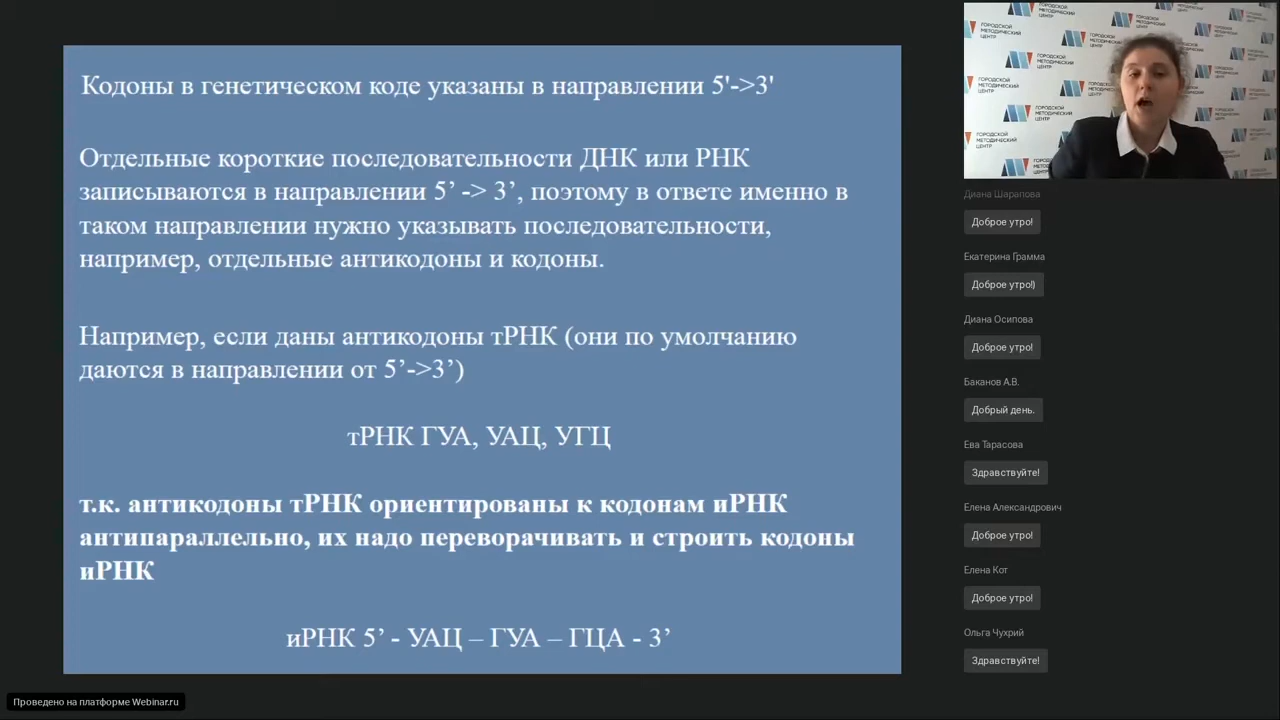 Кодоны в генетическом коде указаны в направлении 5'->3'
Отдельные короткие последовательности ДНК или РНК
записываются в направлении 5’ -> 3’, поэтому в ответе именно в
таком направлении нужно указывать последовательности,
например, отдельные антикодоны и кодоны.
Например, если даны антикодоны тРНК (они по умолчанию
даются в направлении от 5’->3’)
тРНК ГУА, УАЦ, УГЦ
т.к. антикодоны тРНК ориентированы к кодонам иРНК
антипараллельно, их надо переворачивать и строить кодоны
иРНК
иРНК 5’ - УАЦ – ГУА – ГЦА - 3’
ГОРОДСКОЙ
МЕТОДИЧЕСКИЙ
ЦЕНТР
Диана Шарапова
Доброе утро!
Екатерина Грамма
Доброе утро!)
Диана Осипова
Доброе утро!
Баканов А.В.
Добрый день.
Ева Тарасова
Здравствуйте!
Елена Александрович
Доброе утро!
Елена Кот
Доброе утро!
Ольга Чухрий
Здравствуйте!
Проведено на платформе Webinar.ru